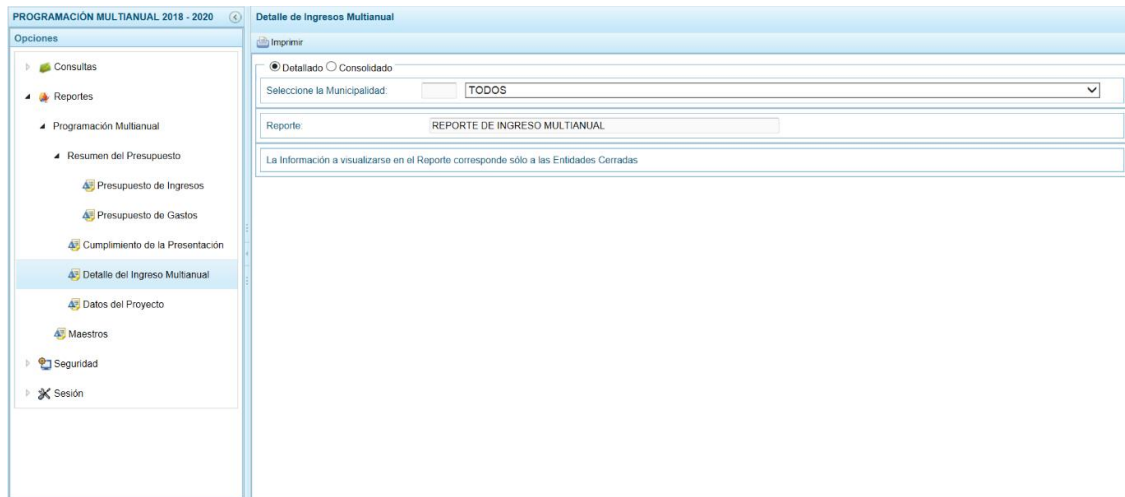 PROGRAMACIÓN MULTIANUAL 2018 - 2020
Opciones
Consultas
Reportes
Programación Multianual
Resumen del Presupuesto
Presupuesto de Ingresos
Presupuesto de Gastos
Cumplimiento de la Presentación
Detalle del Ingreso Multianual
Datos del Proyecto
Maestros
Seguridad
Sesión
Detalle de Ingresos Multianual
Imprimir
Detallado Consolidado
Seleccione la Municipalidad: TODOS
Reporte: REPORTE DE INGRESO MULTIANUAL
La Información a visualizarse en el Reporte corresponde sólo a las Entidades Cerradas